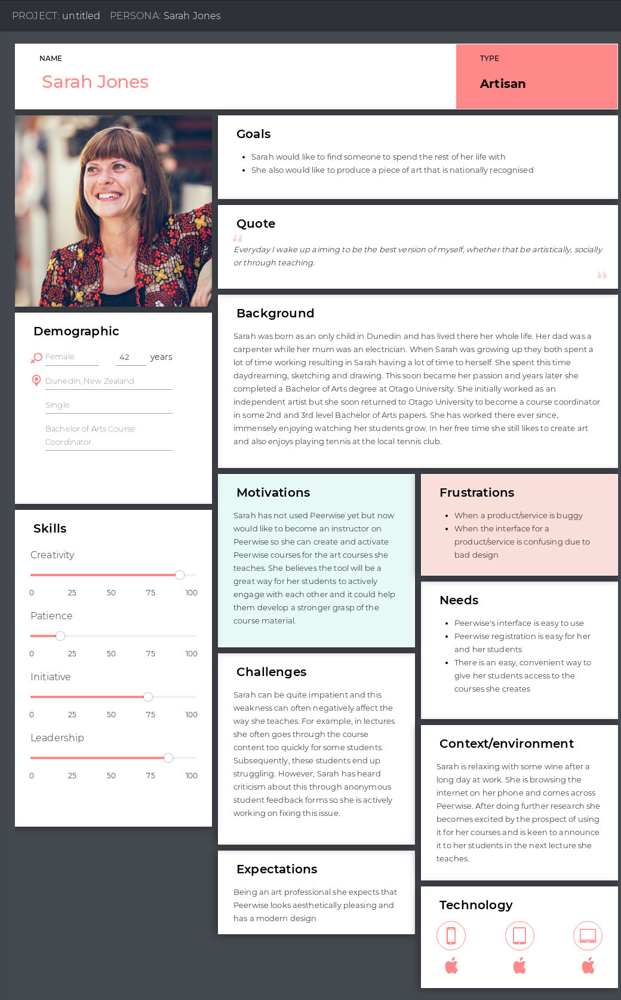 PROJECT: untitled PERSONA: Sarah Jones
NAME
Sarah Jones
TYPE
Artisan
Goals
• Sarah would like to find someone to spend the rest of her life with
• She also would like to produce a piece of art that is nationally recognised
Quote
“
Everyday I wake up aiming to be the best version of myself, whether that be artistically, socially
or through teaching.
”
Demographic
Female 42 years
Dunedin, New Zealand
Single
Bachelor of Arts Course
Coordinator
Background
Sarah was born as an only child in Dunedin and has lived there her whole life. Her dad was a
carpenter while her mum was an electrician. When Sarah was growing up they both spent a
lot of time working resulting in Sarah having a lot of time to herself. She spent this time
daydreaming, sketching and drawing. This soon became her passion and years later she
completed a Bachelor of Arts degree at Otago University. She initially worked as an
independent artist but she soon returned to Otago University to become a course coordinator
in some 2nd and 3rd level Bachelor of Arts papers. She has worked there ever since,
immensely enjoying watching her students grow. In her free time she still likes to create art
and also enjoys playing tennis at the local tennis club.
Skills
Creativity
0 25 50 75 100
Patience
0 25 50 75 100
Initiative
0 25 50 75 100
Leadership
0 25 50 75 100
Motivations
Sarah has not used Peerwise yet but now
would like to become an instructor on
Peerwise so she can create and activate
Peerwise courses for the art courses she
teaches. She believes the tool will be a
great way for her students to actively
engage with each other and it could help
them develop a stronger grasp of the
course material.
Challenges
Sarah can be quite impatient and this
weakness can often negatively affect the
way she teaches. For example, in lectures
she often goes through the course
content too quickly for some students.
Subsequently, these students end up
struggling. However, Sarah has heard
criticism about this through anonymous
student feedback forms so she is actively
working on fixing this issue.
Expectations
Being an art professional she expects that
Peerwise looks aesthetically pleasing and
has a modern design
Frustrations
• When a product/service is buggy
• When the interface for a
product/service is confusing due to
bad design
Needs
• Peerwise's interface is easy to use
• Peerwise registration is easy for her
and her students
• There is an easy, convenient way to
give her students access to the
courses she creates
Context/environment
Sarah is relaxing with some wine after a
long day at work. She is browsing the
internet on her phone and comes across
Peerwise. After doing further research she
becomes excited by the prospect of using
it for her courses and is keen to announce
it to her students in the next lecture she
teaches.
Technology